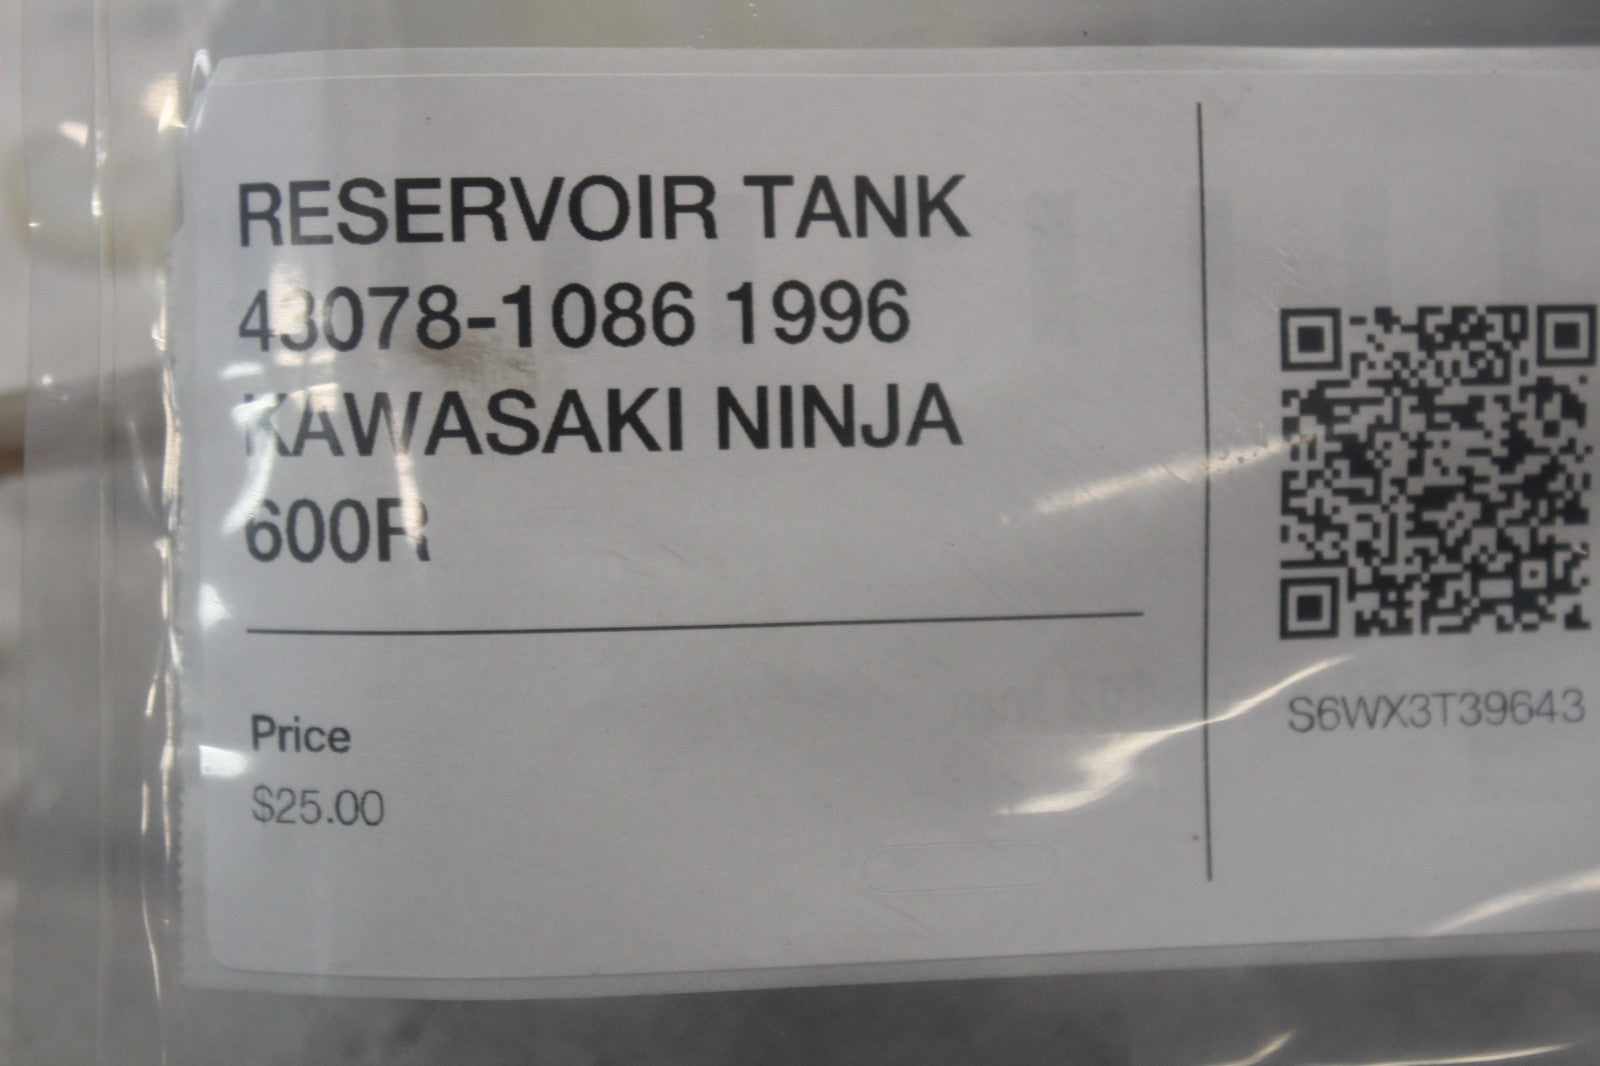 RESERVOIR TANK
43078-1086 1996
KAWASAKI NINJA
600R
Price
$25.00
S6WX3T39643